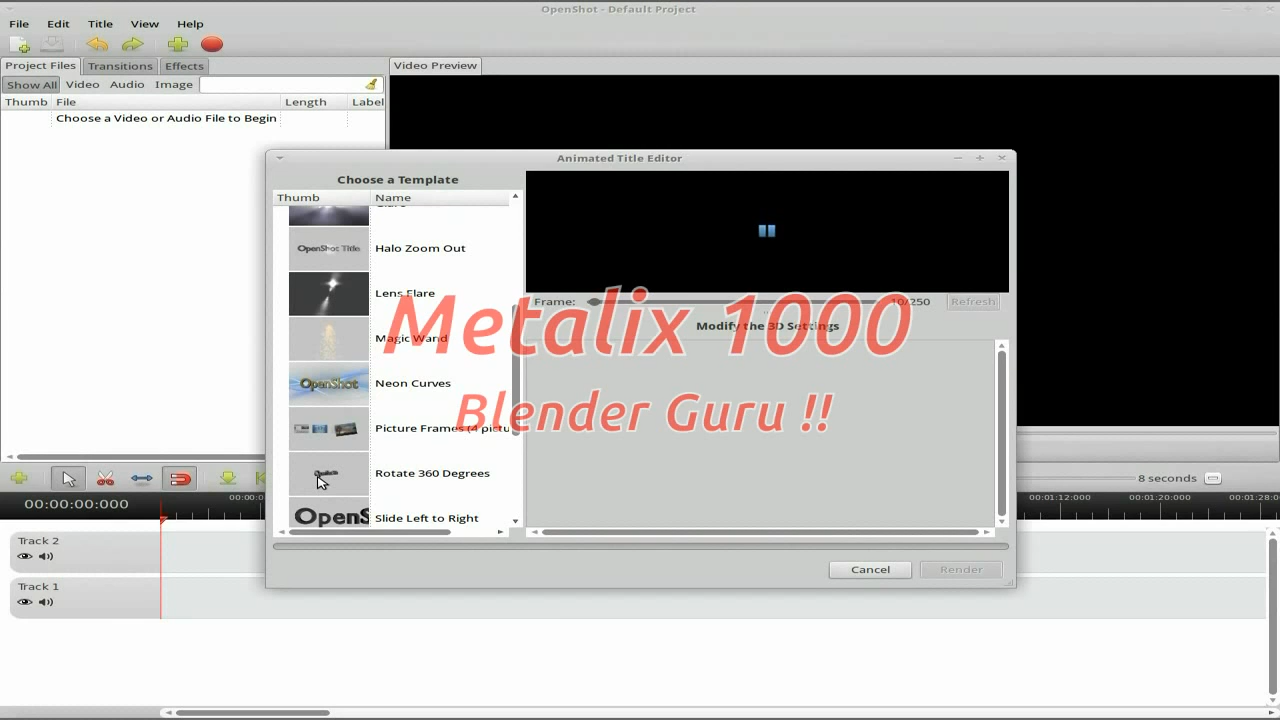 OpenShot - Default Project
File Edit Title View Help
Project Files Transitions Effects
Video Preview
Show All Video Audio Image
Thumb File Length Label
Choose a Video or Audio File to Begin
Animated Title Editor
Choose a Template
Thumb Name
OpenShot Title
Halo Zoom Out
Lens Flare
Frame: 10/250 Refresh
Metalix 1000
Modify the 3D Settings
Magic Wand
OpenShot
Neon Curves
Blender Guru !!
Picture Frames (4 pictu
Rotate 360 Degrees
8 seconds
00:00:00:000
00:01:12:000 00:01:20:000 00:01:28:0
OpenS
Slide Left to Right
Track 2
Cancel Render
Track 1